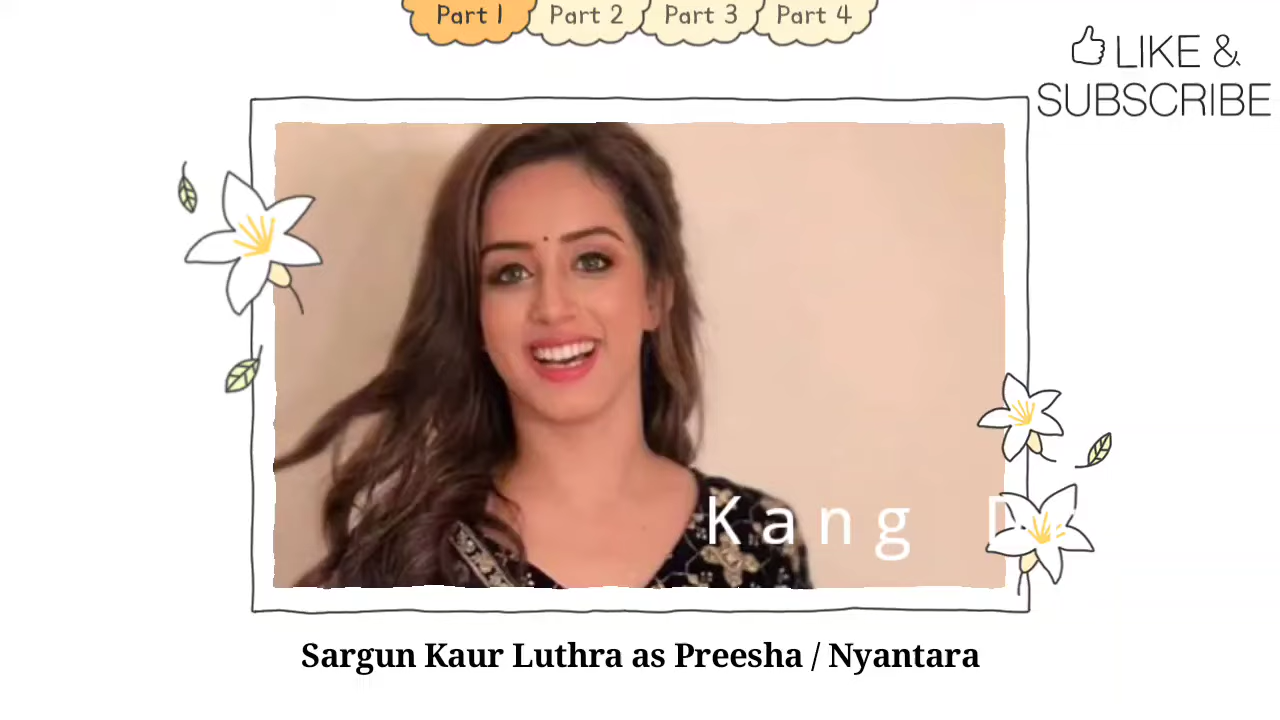 Part 1 Part 2 Part 3 Part 4
LIKE &
SUBSCRIBE
Kang
Sargun Kaur Luthra as Preesha / Nyantara